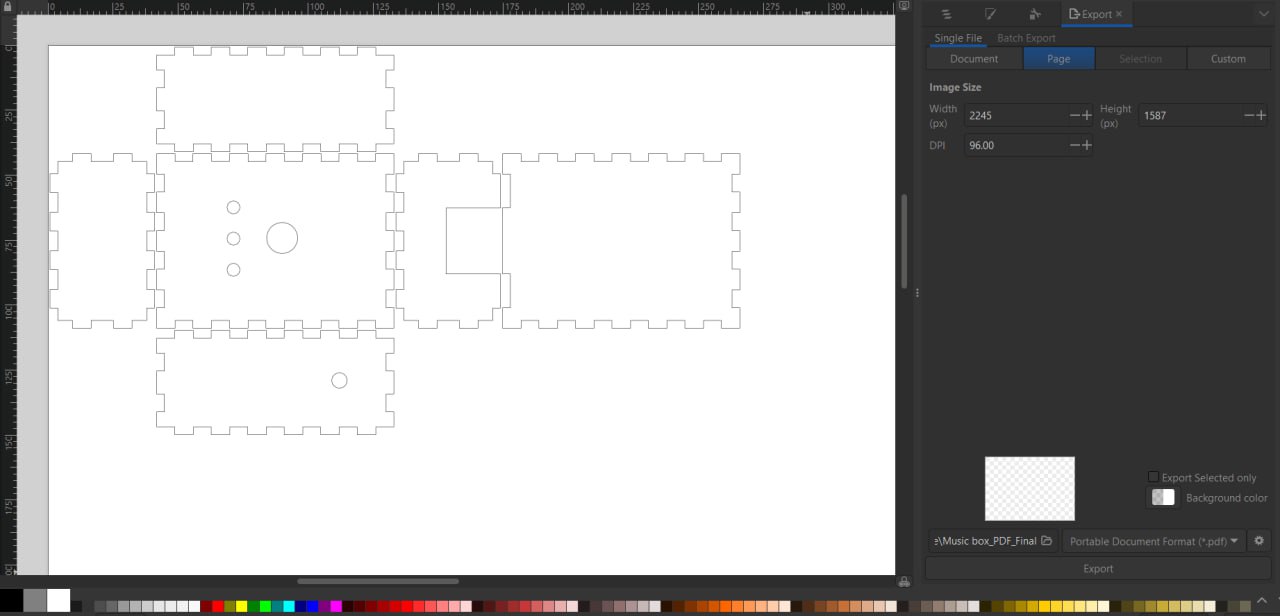 0 25 50 75 100 125 150 175 200 225 250 275 300
Export ×
Single File Batch Export
Document Page Selection Custom
Image Size
Width (px) 2245 Height (px) 1587
DPI 96.00
0
25
50
75
100
125
150
175
Export Selected only
Background color
e\Music box_PDF_Final Portable Document Format (*.pdf)
Export